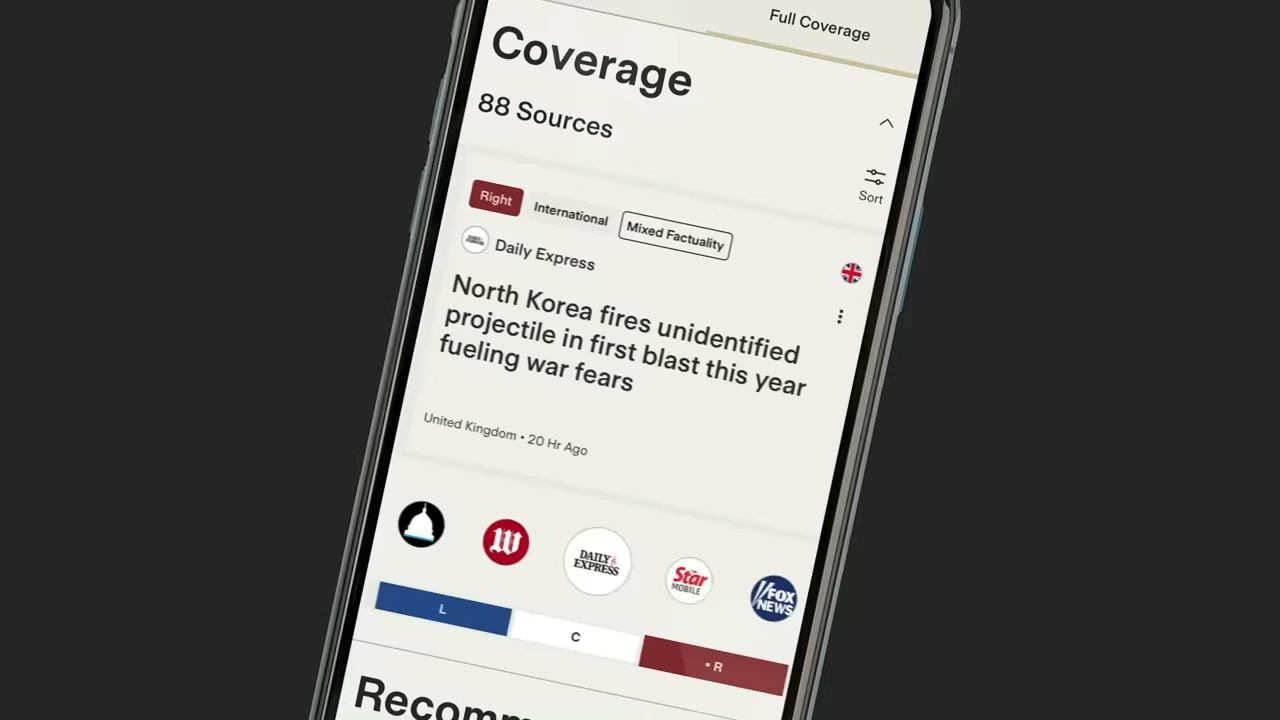 Full Coverage
Coverage
88 Sources
Sort
Right
International
Mixed Factuality
Daily Express
North Korea fires unidentified
projectile in first blast this year
fueling war fears
United Kingdom • 20 Hr Ago
W
DAILY
EXPRESS
The Star
MOBILE
FOX
NEWS
L
C
• R